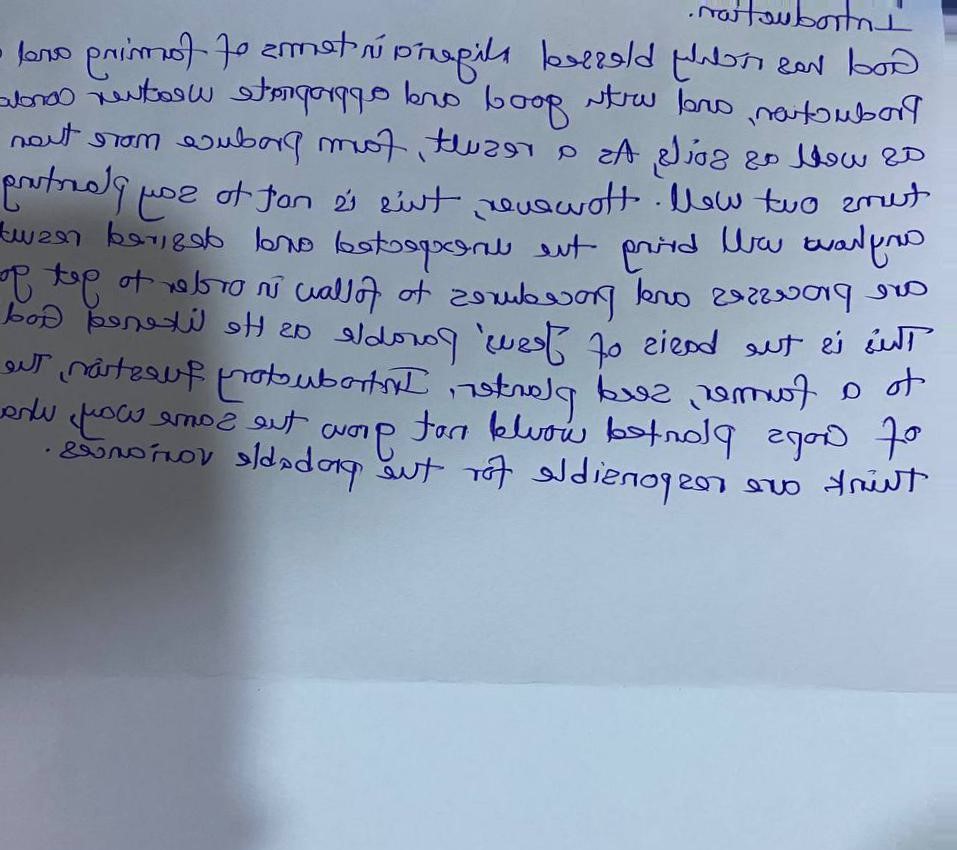 Introduction.
God has richly blessed Nigeria in terms of farming and
Production, and with good and appropriate weather condi
as well as soils, As a result, farm produce more than
turns out well. However, this is not to say planting
anyhow will bring the unexpected and desired resu
are processes and procedures to follow in order to get
This is the basis of Jesus' parable as He likened God
to a farmer, seed planter, Introductory question, The
of crops planted would not grow the same way, wha
think are responsible for the probable variances.